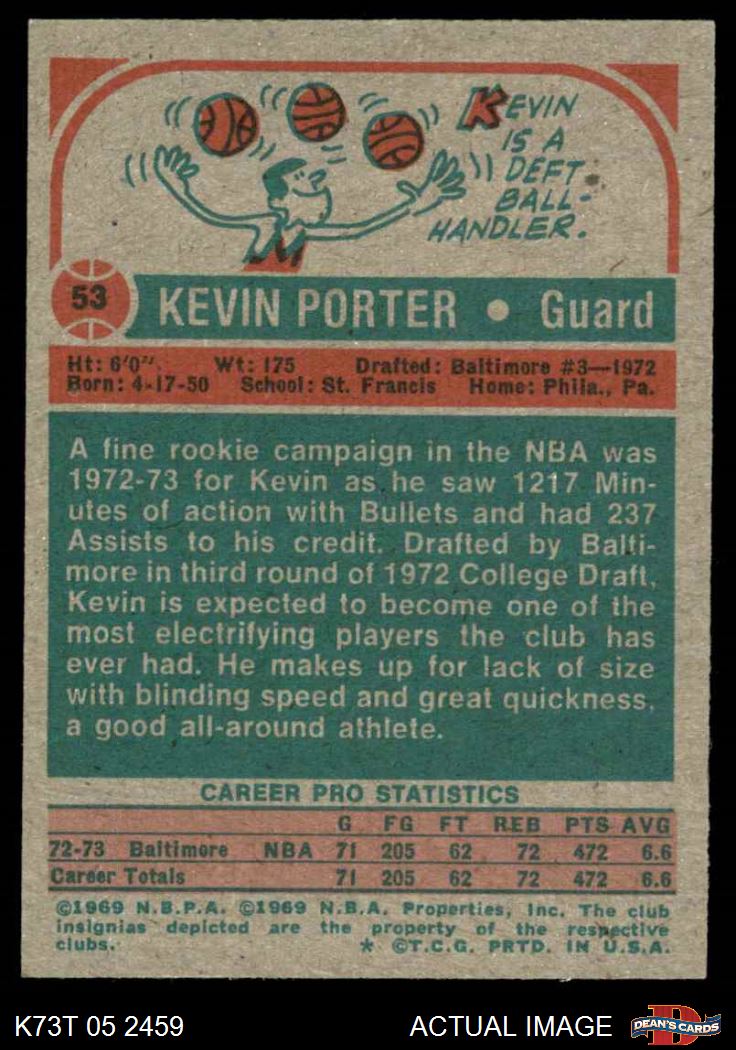 KEVIN
IS A
DEFT
BALL-
HANDLER.
53
KEVIN PORTER • Guard
Ht: 6'0". Wt: 175 Drafted: Baltimore #3—1972
Born: 4-17-50 School: St. Francis Home: Phila., Pa.
A fine rookie campaign in the NBA was
1972-73 for Kevin as he saw 1217 Min-
utes of action with Bullets and had 237
Assists to his credit. Drafted by Balti-
more in third round of 1972 College Draft,
Kevin is expected to become one of the
most electrifying players the club has
ever had. He makes up for lack of size
with blinding speed and great quickness,
a good all-around athlete.
CAREER PRO STATISTICS
G FG FT REB PTS AVG
72-73 Baltimore NBA 71 205 62 72 472 6.6
Career Totals 71 205 62 72 472 6.6
©1969 N.B.P.A. ©1969 N.B.A. Properties, Inc. The club
insignias depicted are the property of the respective
clubs. * ©T.C.G. PRTD. IN U.S.A.
K73T 05 2459 ACTUAL IMAGE DEAN'S CARDS